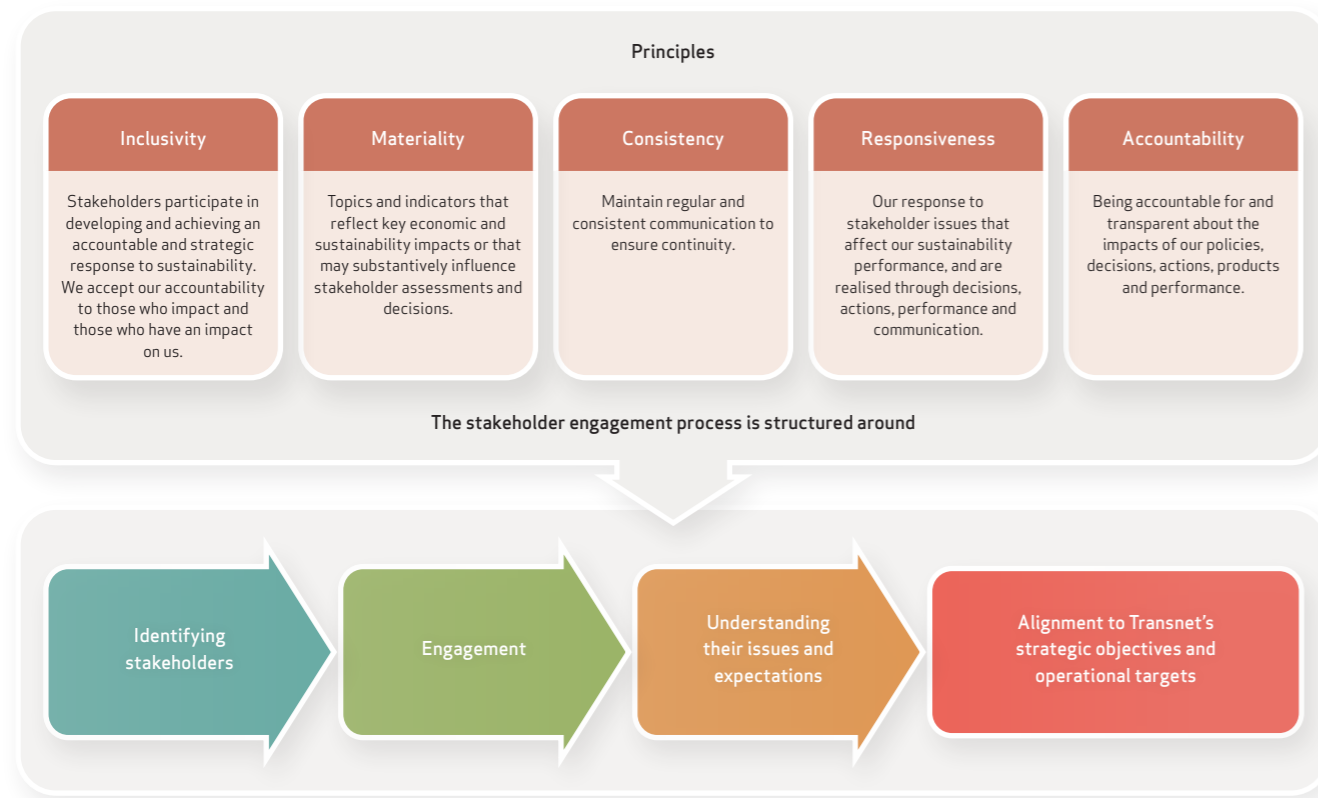 Principles
Inclusivity
Stakeholders participate in
developing and achieving an
accountable and strategic
response to sustainability.
We accept our accountability
to those who impact and
those who have an impact
on us.
Materiality
Topics and indicators that
reflect key economic and
sustainability impacts or that
may substantively influence
stakeholder assessments and
decisions.
Consistency
Maintain regular and
consistent communication to
ensure continuity.
Responsiveness
Our response to
stakeholder issues that
affect our sustainability
performance, and are
realised through decisions,
actions, performance and
communication.
Accountability
Being accountable for and
transparent about the
impacts of our policies,
decisions, actions, products
and performance.
The stakeholder engagement process is structured around
Identifying
stakeholders
Engagement
Understanding
their issues and
expectations
Alignment to Transnet’s
strategic objectives and
operational targets